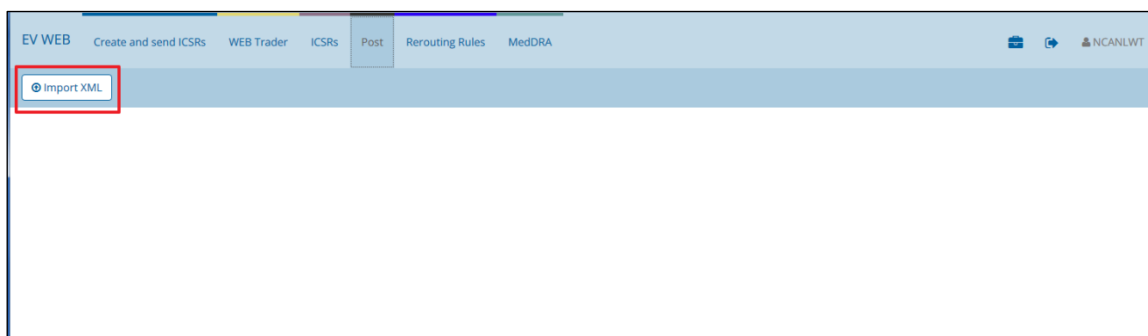 EV WEB Create and send ICSRs WEB Trader ICSRs Post Rerouting Rules MedDRA NCANLWT
Import XML